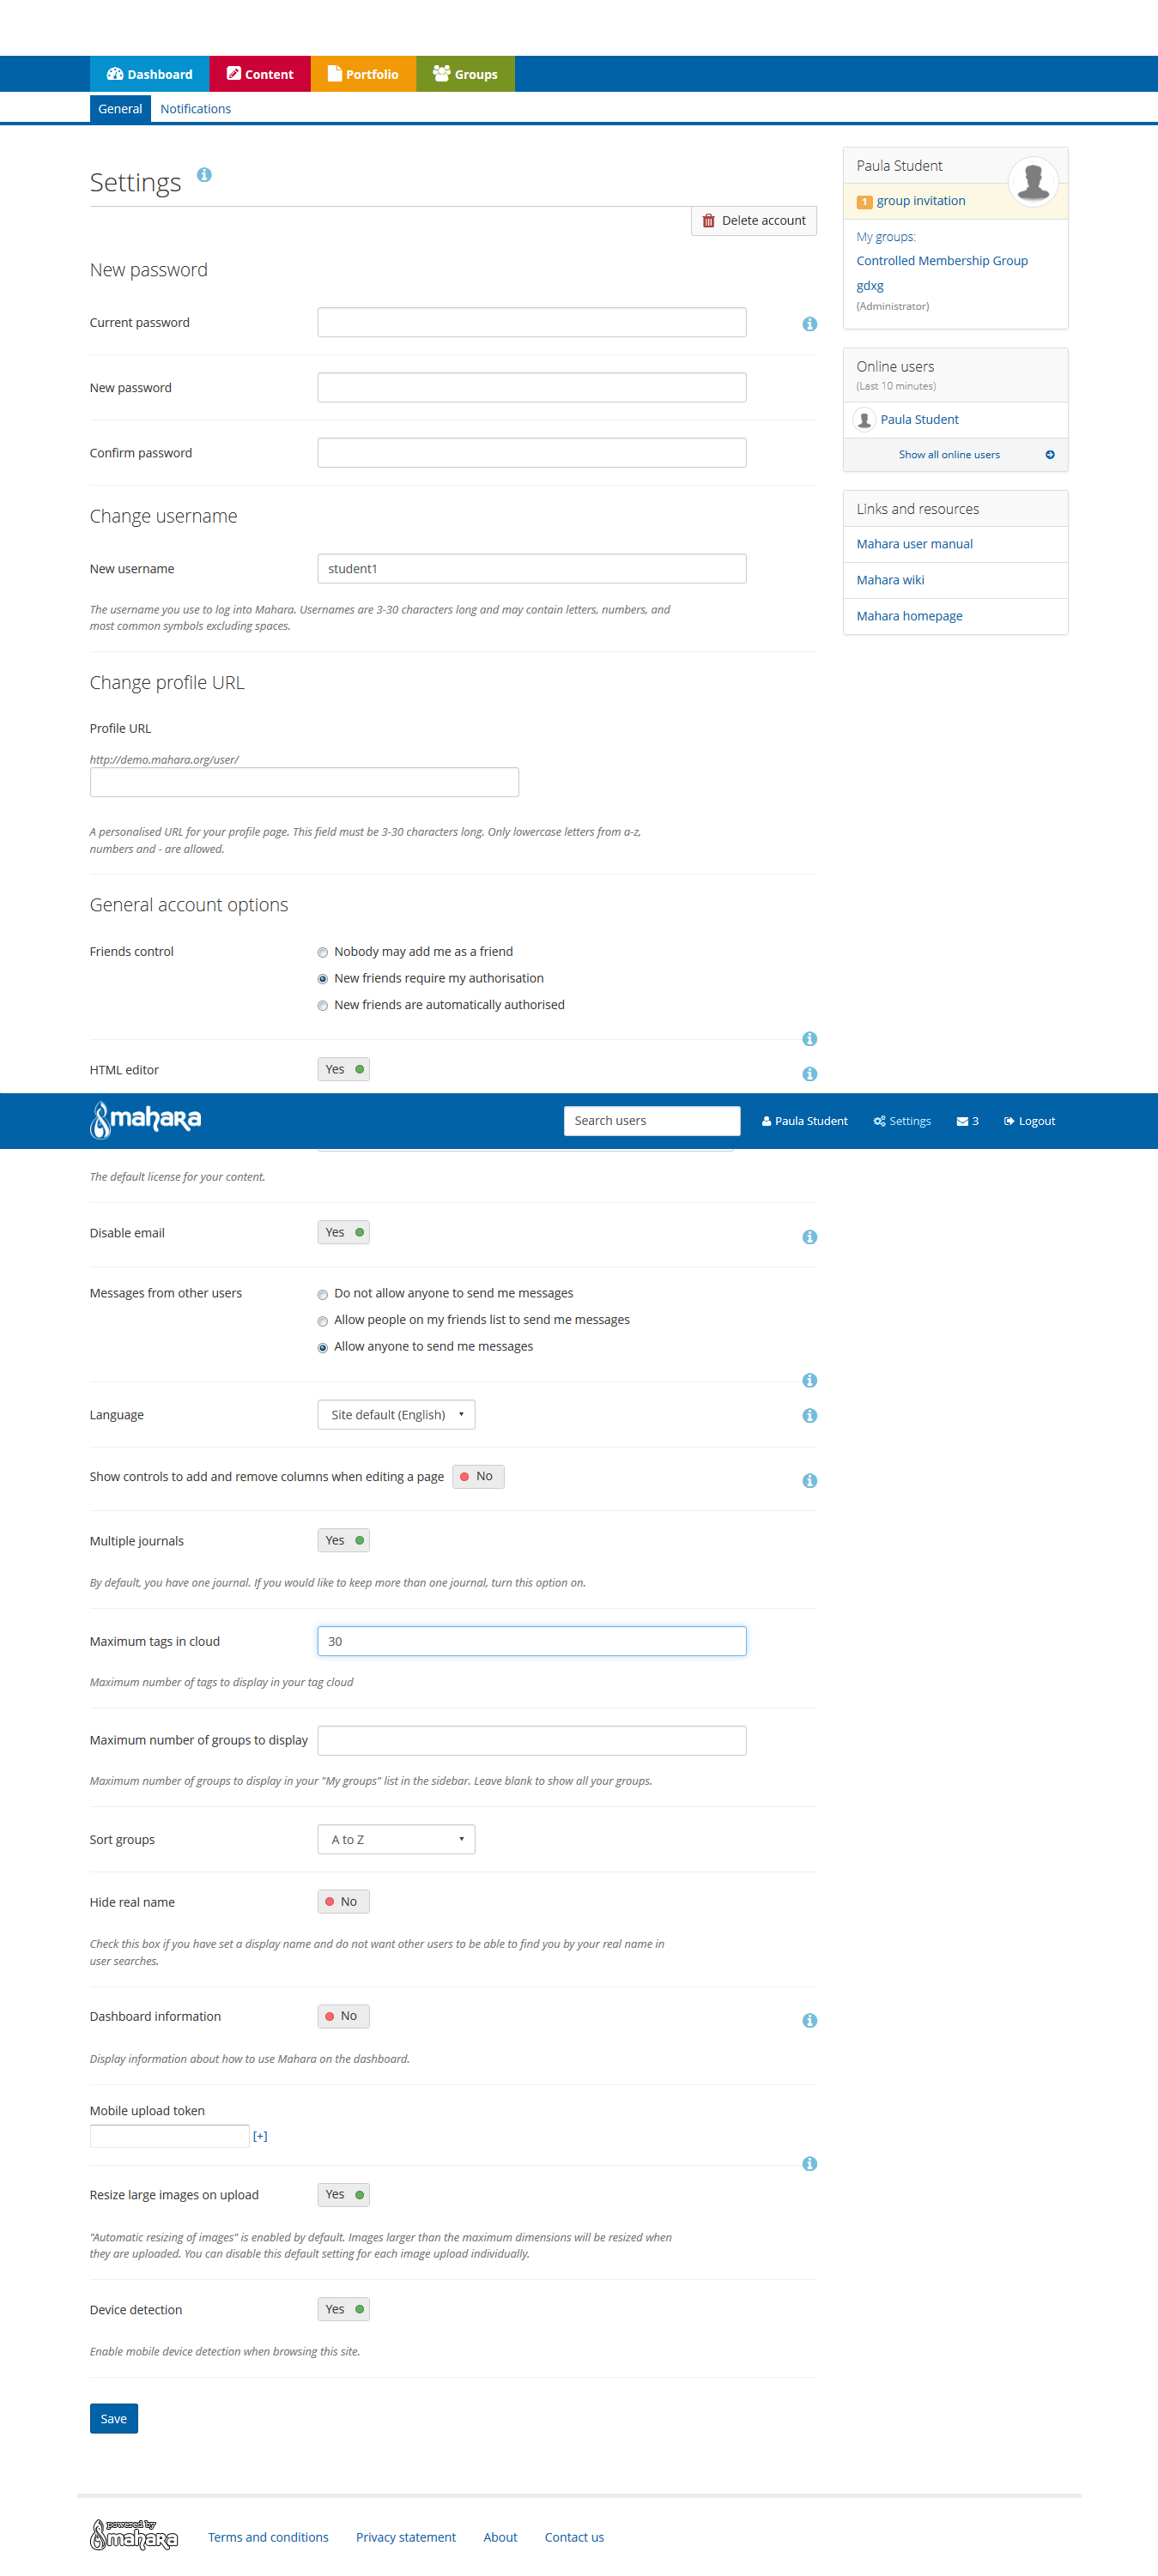 Dashboard Content Portfolio Groups
General Notifications
Settings
Delete account
New password
Current password
New password
Confirm password
Change username
New username student1
The username you use to log into Mahara. Usernames are 3-30 characters long and may contain letters, numbers, and
most common symbols excluding spaces.
Change profile URL
Profile URL
http://demo.mahara.org/user/
A personalised URL for your profile page. This field must be 3-30 characters long. Only lowercase letters from a-z,
numbers and - are allowed.
General account options
Friends control
Nobody may add me as a friend
New friends require my authorisation
New friends are automatically authorised
HTML editor Yes
Paula Student
1 group invitation
My groups:
Controlled Membership Group
gdxg
(Administrator)
Online users
(Last 10 minutes)
Paula Student
Show all online users
Links and resources
Mahara user manual
Mahara wiki
Mahara homepage
mahara Search users Paula Student Settings 3 Logout
The default license for your content.
Disable email Yes
Messages from other users
Do not allow anyone to send me messages
Allow people on my friends list to send me messages
Allow anyone to send me messages
Language Site default (English)
Show controls to add and remove columns when editing a page No
Multiple journals Yes
By default, you have one journal. If you would like to keep more than one journal, turn this option on.
Maximum tags in cloud 30
Maximum number of tags to display in your tag cloud
Maximum number of groups to display
Maximum number of groups to display in your "My groups" list in the sidebar. Leave blank to show all your groups.
Sort groups A to Z
Hide real name No
Check this box if you have set a display name and do not want other users to be able to find you by your real name in
user searches.
Dashboard information No
Display information about how to use Mahara on the dashboard.
Mobile upload token
[+]
Resize large images on upload Yes
"Automatic resizing of images" is enabled by default. Images larger than the maximum dimensions will be resized when
they are uploaded. You can disable this default setting for each image upload individually.
Device detection Yes
Enable mobile device detection when browsing this site.
Save
powered by
mahara
Terms and conditions Privacy statement About Contact us